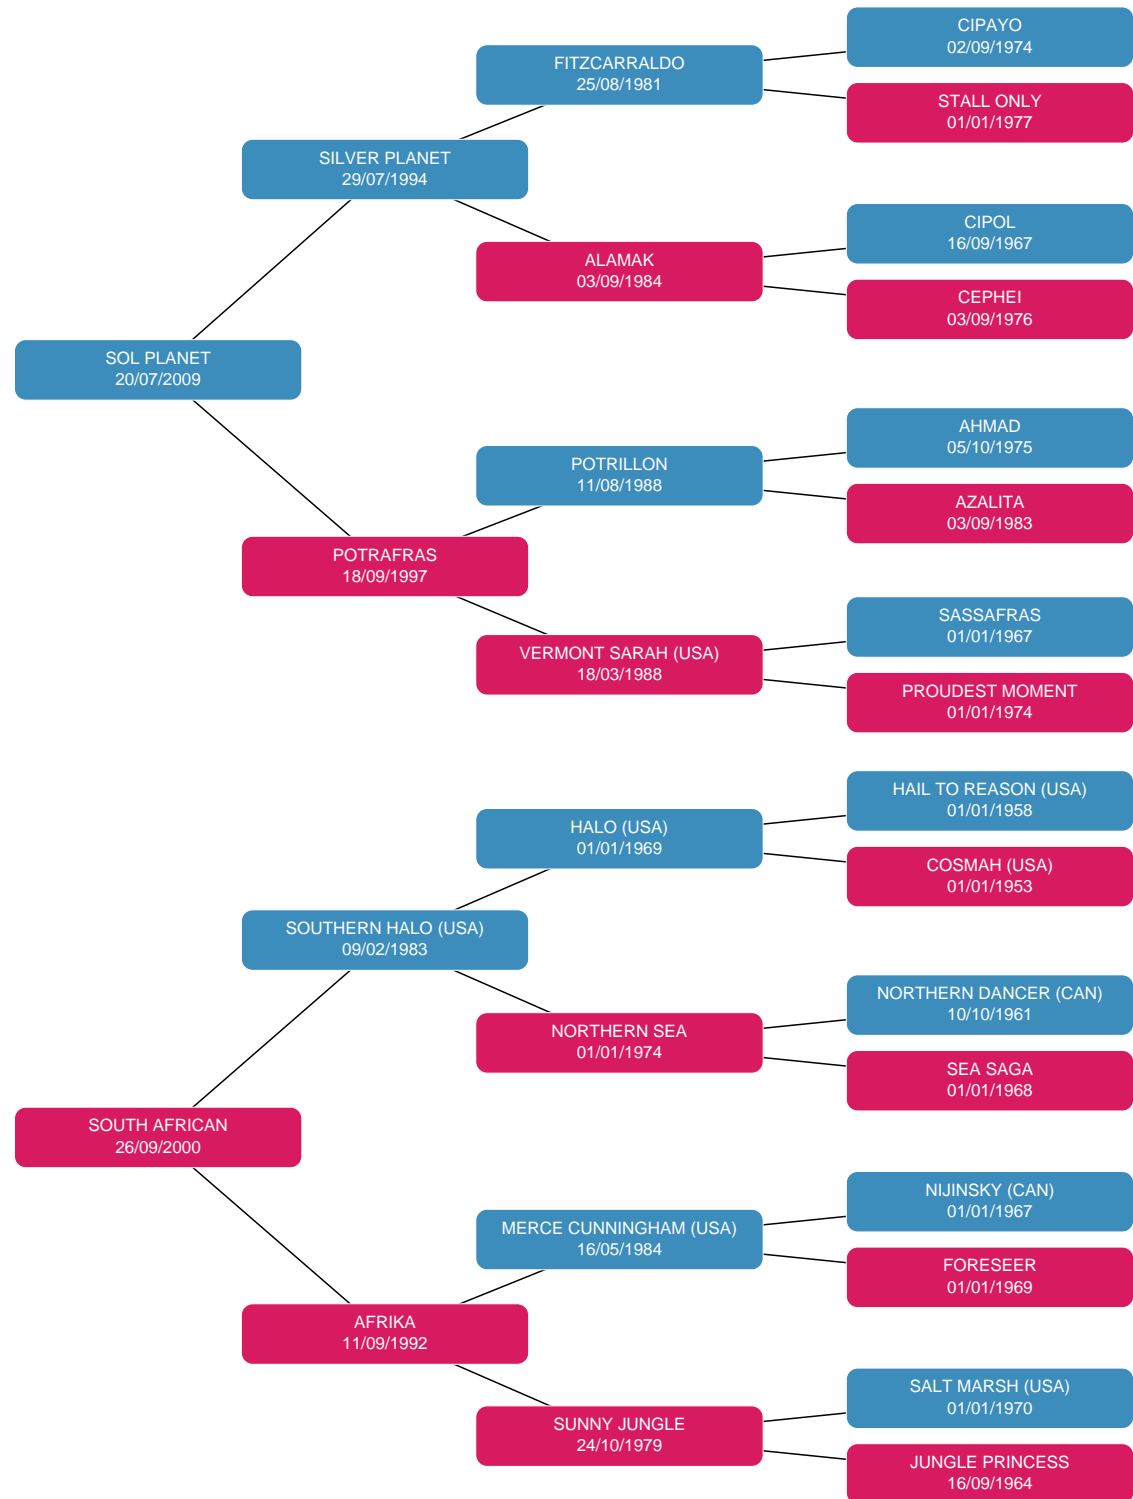 CIPAYO
02/09/1974
FITZCARRALDO
25/08/1981
STALL ONLY
01/01/1977
SILVER PLANET
29/07/1994
CIPOL
16/09/1967
ALAMAK
03/09/1984
CEPHEI
03/09/1976
SOL PLANET
20/07/2009
AHMAD
05/10/1975
POTRILLON
11/08/1988
AZALITA
03/09/1983
POTRAFRAS
18/09/1997
SASSAFRAS
01/01/1967
VERMONT SARAH (USA)
18/03/1988
PROUDEST MOMENT
01/01/1974
HAIL TO REASON (USA)
01/01/1958
HALO (USA)
01/01/1969
COSMAH (USA)
01/01/1953
SOUTHERN HALO (USA)
09/02/1983
NORTHERN DANCER (CAN)
10/10/1961
NORTHERN SEA
01/01/1974
SEA SAGA
01/01/1968
SOUTH AFRICAN
26/09/2000
NIJINSKY (CAN)
01/01/1967
MERCE CUNNINGHAM (USA)
16/05/1984
FORESEER
01/01/1969
AFRIKA
11/09/1992
SALT MARSH (USA)
01/01/1970
SUNNY JUNGLE
24/10/1979
JUNGLE PRINCESS
16/09/1964